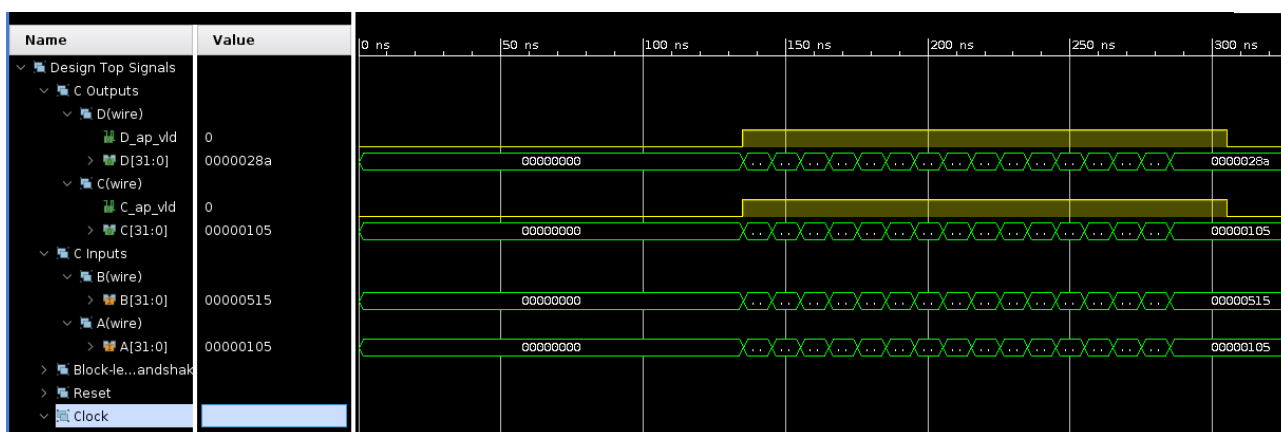 Name Value
0 ns 50 ns 100 ns 150 ns 200 ns 250 ns 300 ns
Design Top Signals
C Outputs
D(wire)
D_ap_vld 0
D[31:0] 0000028a 00000000 .. .. .. .. .. .. .. .. .. .. .. .. .. .. .. 0000028a
C(wire)
C_ap_vld 0
C[31:0] 00000105 00000000 .. .. .. .. .. .. .. .. .. .. .. .. .. .. .. 00000105
C Inputs
B(wire)
B[31:0] 00000515 00000000 .. .. .. .. .. .. .. .. .. .. .. .. .. .. .. 00000515
A(wire)
A[31:0] 00000105 00000000 .. .. .. .. .. .. .. .. .. .. .. .. .. .. .. 00000105
Block-le...andshak
Reset
Clock